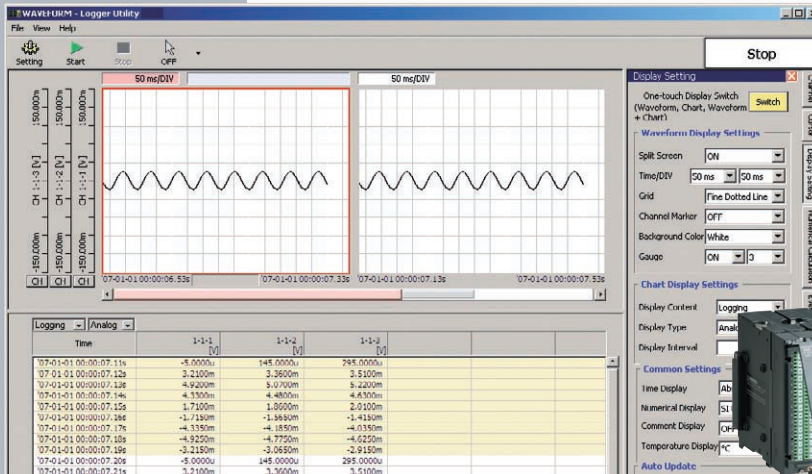 WAVEFORM - Logger Utility
File View Help
Setting Start Stop OFF
Stop
50 ms/DIV
50 ms/DIV
150.000m 150.000m 150.000m
CH 1-1-3 [V] CH 1-1-2 [V] CH 1-1-1 [V]
-150.000m -150.000m -150.000m
CH CH CH
'07-01-01 00:00:06.53s '07-01-01 00:00:07.33s '07-01-01 00:00:07.13s '07-01-01 00:00:07.53s
Logging Analog
Time 1-1-1 1-1-2 1-1-3
[V] [V] [V]
'07-01-01 00:00:07.11s -5.0000u 145.0000u 295.0000u
'07-01-01 00:00:07.12s 3.2100m 3.3600m 3.5100m
'07-01-01 00:00:07.13s 4.9200m 5.0700m 5.2200m
'07-01-01 00:00:07.14s 4.3300m 4.4800m 4.6300m
'07-01-01 00:00:07.15s 1.7100m 1.8600m 2.0100m
'07-01-01 00:00:07.16s -1.7150m -1.5650m -1.4150m
'07-01-01 00:00:07.17s -4.3350m -4.1850m -4.0350m
'07-01-01 00:00:07.18s -4.9250m -4.7750m -4.6250m
'07-01-01 00:00:07.19s -3.2150m -3.0650m -2.9150m
'07-01-01 00:00:07.20s -5.0000u 145.0000u 295.0000u
'07-01-01 00:00:07.21s 3.2100m 3.3600m 3.5100m
Display Setting
One-touch Display Switch
(Waveform, Chart, Waveform
+ Chart)
Switch
Waveform Display Settings
Split Screen ON
Time/DIV 50 ms 50 ms
Grid Fine Dotted Line
Channel Marker OFF
Background Color White
Gauge ON 3
Chart Display Settings
Display Content Logging
Display Type
Display Interval
Common Settings
Time Display
Numerical Display
Comment Display
Temperature Display °C
Auto Update
Display Setting